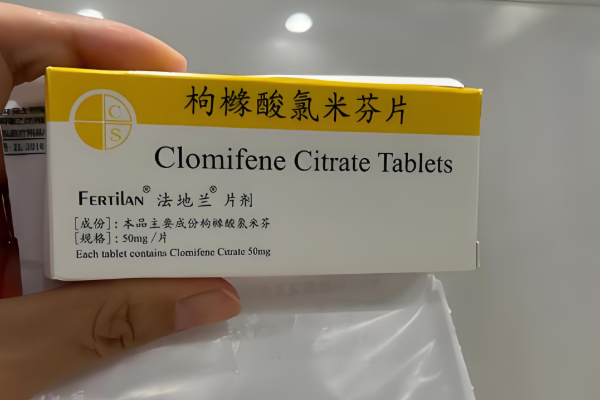 C
S
枸橼酸氯米芬片
Clomifene Citrate Tablets
FERTILAN® 法地兰® 片剂
[成份]：本品主要成份枸橼酸氯米芬
[规格]：50mg/片
Each tablet contains Clomifene Citrate 50mg